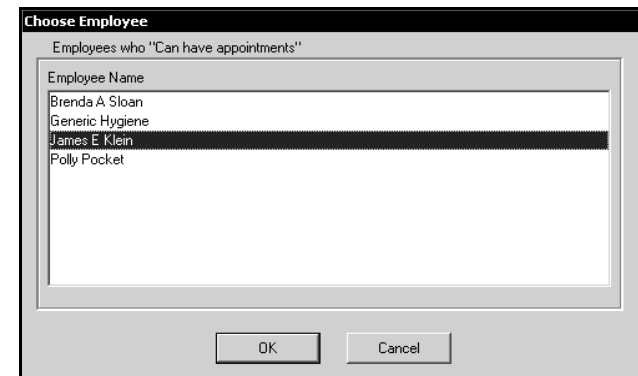 Choose Employee
Employees who "Can have appointments"
Employee Name
Brenda A Sloan
Generic Hygiene
James E Klein
Polly Pocket
OK Cancel